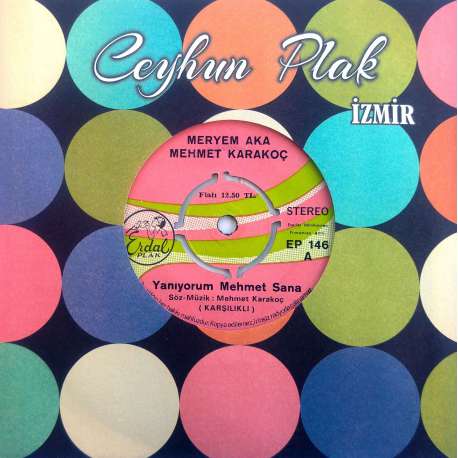 Ceyhun Plak
İZMİR
MERYEM AKA
MEHMET KARAKOÇ
Fiatı 12.50 TL.
STEREO
EP 146
A
Erdal
PLAK
Yanıyorum Mehmet Sana
Söz-Müzik: Mehmet Karakoç
( KARŞILIKLI )